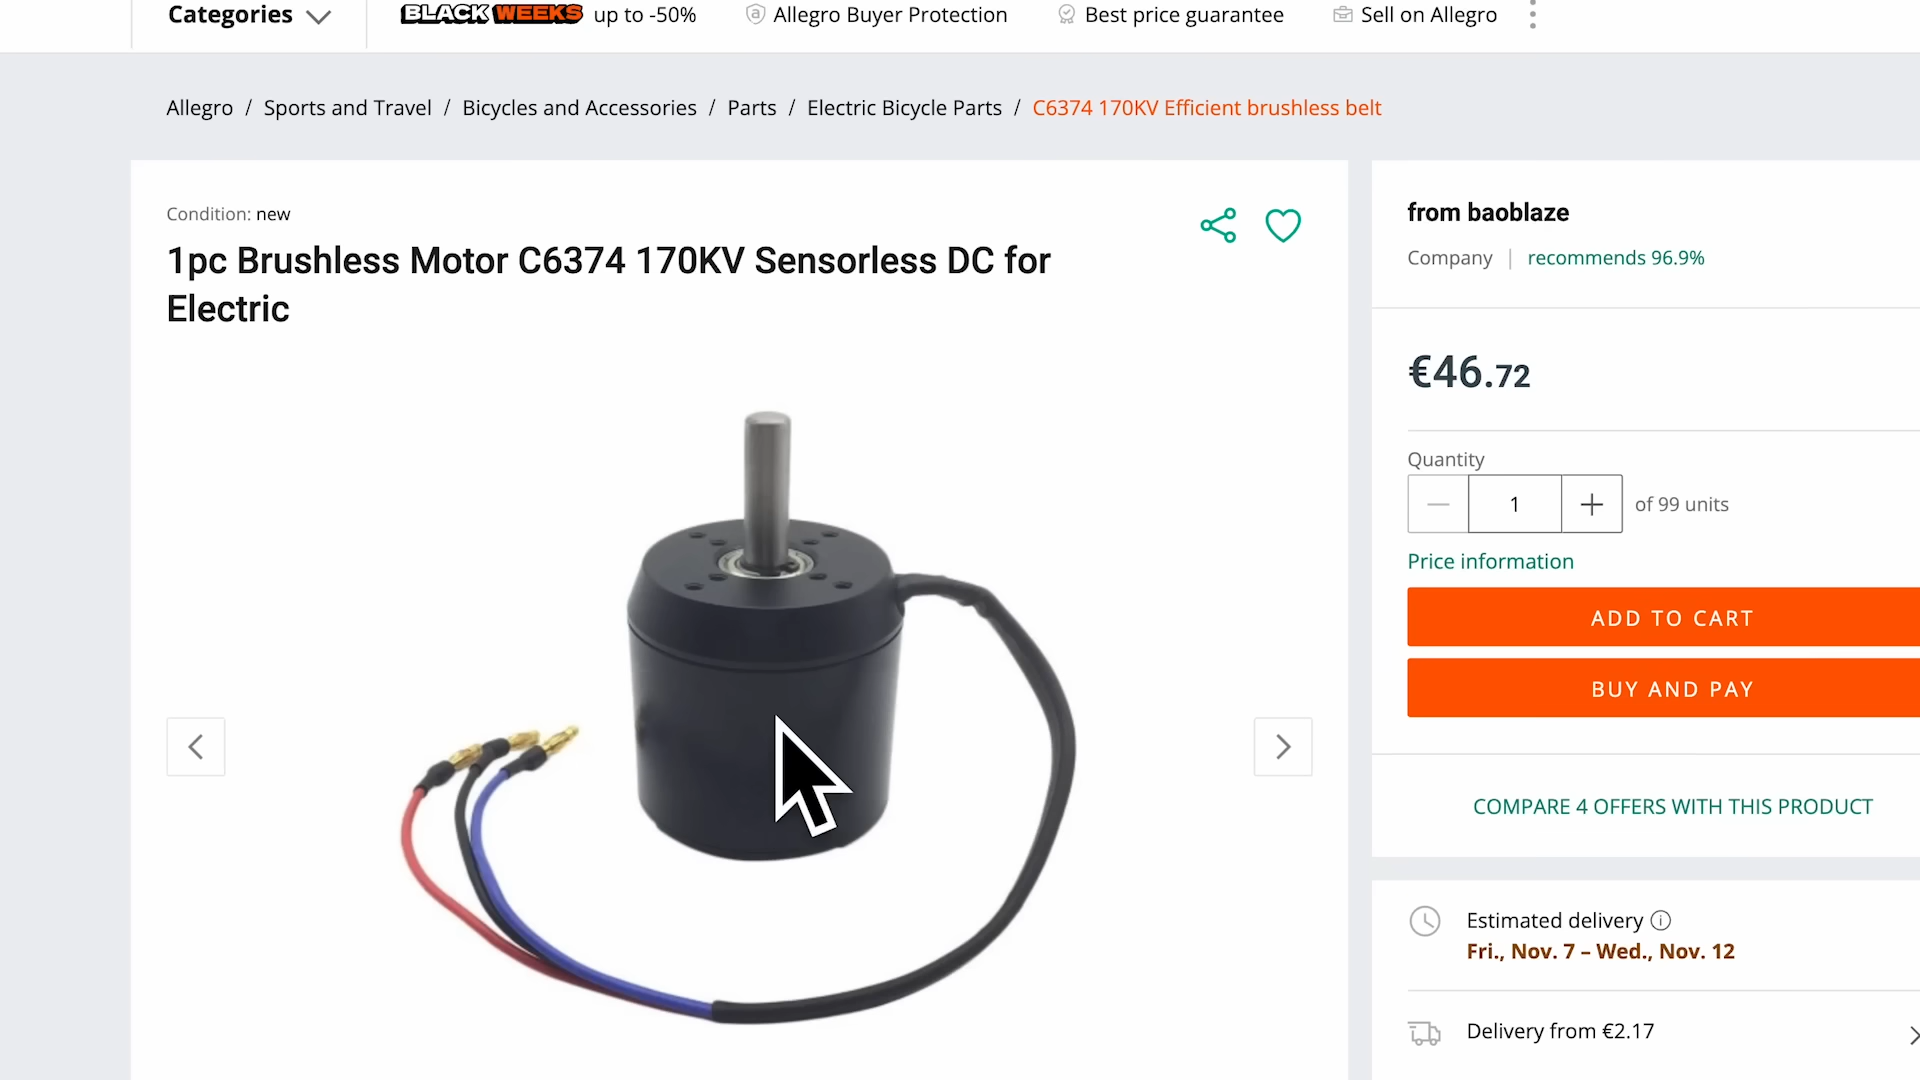 Categories
BLACK WEEKS up to -50%
Allegro Buyer Protection
Best price guarantee
Sell on Allegro
Allegro / Sports and Travel / Bicycles and Accessories / Parts / Electric Bicycle Parts / C6374 170KV Efficient brushless belt
Condition: new
1pc Brushless Motor C6374 170KV Sensorless DC for
Electric
from baoblaze
Company | recommends 96.9%
€46.72
Quantity
1
of 99 units
Price information
ADD TO CART
BUY AND PAY
COMPARE 4 OFFERS WITH THIS PRODUCT
Estimated delivery
Fri., Nov. 7 – Wed., Nov. 12
Delivery from €2.17